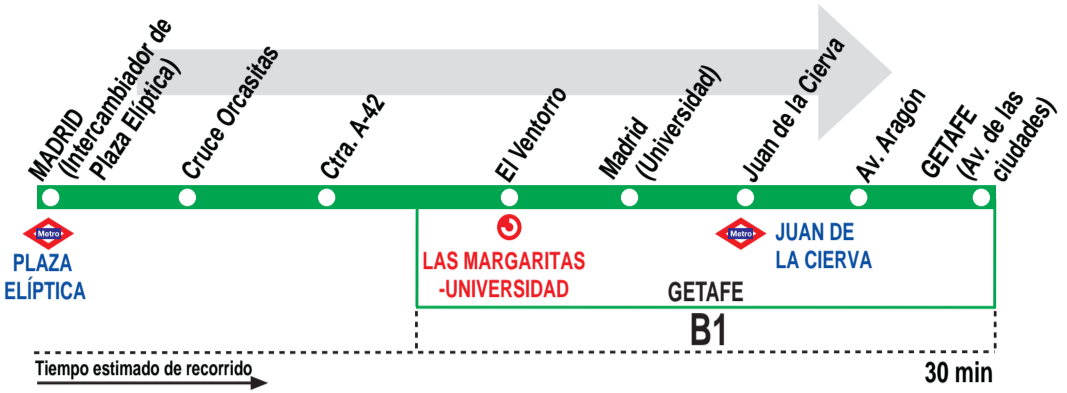 MADRID
(Intercambiador de
Plaza Elíptica)
Cruce Orcasitas
Ctra. A-42
El Ventorro
Madrid
(Universidad)
Juan de la Cierva
Av. Aragón
GETAFE
(Av. de las
ciudades)
Metro
PLAZA
ELÍPTICA
LAS MARGARITAS
-UNIVERSIDAD
Metro
JUAN DE
LA CIERVA
GETAFE
B1
Tiempo estimado de recorrido
30 min